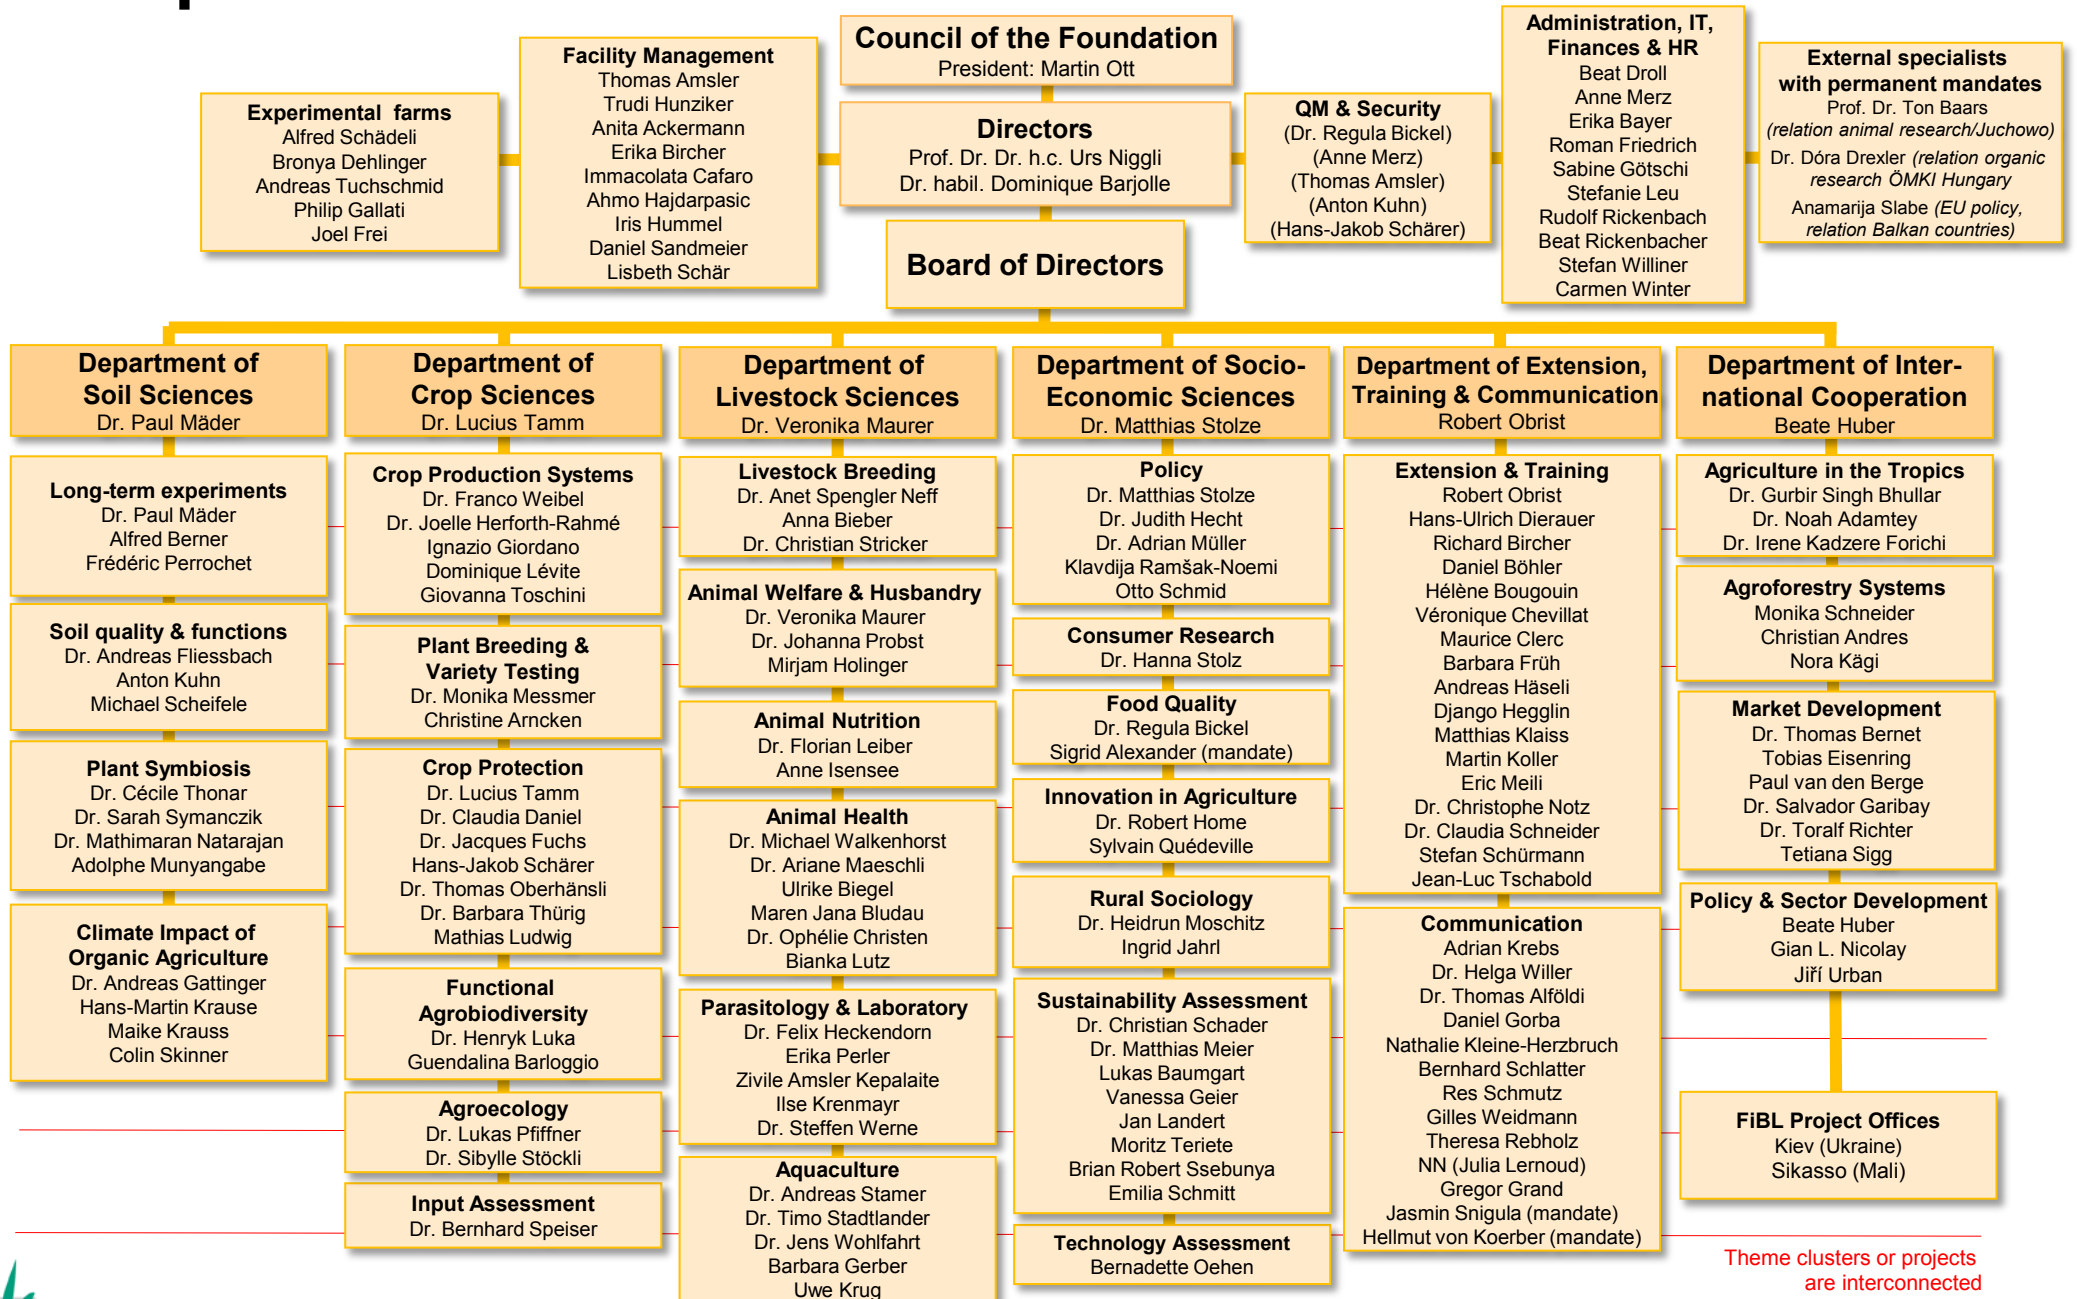 Council of the Foundation
President: Martin Ott
Directors
Prof. Dr. Dr. h.c. Urs Niggli
Dr. habil. Dominique Barjolle
Board of Directors
Experimental farms
Alfred Schädeli
Bronya Dehlinger
Andreas Tuchschmid
Philip Gallati
Joel Frei
Facility Management
Thomas Amsler
Trudi Hunziker
Anita Ackermann
Erika Bircher
Immacolata Cafaro
Ahmo Hajdarpasic
Iris Hummel
Daniel Sandmeier
Lisbeth Schär
QM & Security
(Dr. Regula Bickel)
(Anne Merz)
(Thomas Amsler)
(Anton Kuhn)
(Hans-Jakob Schärer)
Administration, IT,
Finances & HR
Beat Droll
Anne Merz
Erika Bayer
Roman Friedrich
Sabine Götschi
Stefanie Leu
Rudolf Rickenbach
Beat Rickenbacher
Stefan Williner
Carmen Winter
External specialists
with permanent mandates
Prof. Dr. Ton Baars
(relation animal research/Juchowo)
Dr. Dóra Drexler (relation organic
research ÖMKI Hungary
Anamarija Slabe (EU policy,
relation Balkan countries)
Department of
Soil Sciences
Dr. Paul Mäder
Long-term experiments
Dr. Paul Mäder
Alfred Berner
Frédéric Perrochet
Soil quality & functions
Dr. Andreas Fliessbach
Anton Kuhn
Michael Scheifele
Plant Symbiosis
Dr. Cécile Thonar
Dr. Sarah Symanczik
Dr. Mathimaran Natarajan
Adolphe Munyangabe
Climate Impact of
Organic Agriculture
Dr. Andreas Gattinger
Hans-Martin Krause
Maike Krauss
Colin Skinner
Department of
Crop Sciences
Dr. Lucius Tamm
Crop Production Systems
Dr. Franco Weibel
Dr. Joelle Herforth-Rahmé
Ignazio Giordano
Dominique Lévite
Giovanna Toschini
Plant Breeding &
Variety Testing
Dr. Monika Messmer
Christine Arncken
Crop Protection
Dr. Lucius Tamm
Dr. Claudia Daniel
Dr. Jacques Fuchs
Hans-Jakob Schärer
Dr. Thomas Oberhänsli
Dr. Barbara Thürig
Mathias Ludwig
Functional
Agrobiodiversity
Dr. Henryk Luka
Guendalina Barloggio
Agroecology
Dr. Lukas Pfiffner
Dr. Sibylle Stöckli
Input Assessment
Dr. Bernhard Speiser
Department of
Livestock Sciences
Dr. Veronika Maurer
Livestock Breeding
Dr. Anet Spengler Neff
Anna Bieber
Dr. Christian Stricker
Animal Welfare & Husbandry
Dr. Veronika Maurer
Dr. Johanna Probst
Mirjam Holinger
Animal Nutrition
Dr. Florian Leiber
Anne Isensee
Animal Health
Dr. Michael Walkenhorst
Dr. Ariane Maeschli
Ulrike Biegel
Maren Jana Bludau
Dr. Ophélie Christen
Bianka Lutz
Parasitology & Laboratory
Dr. Felix Heckendorn
Erika Perler
Zivile Amsler Kepalaite
Ilse Krenmayr
Dr. Steffen Werne
Aquaculture
Dr. Andreas Stamer
Dr. Timo Stadtlander
Dr. Jens Wohlfahrt
Barbara Gerber
Uwe Krug
Department of Socio-
Economic Sciences
Dr. Matthias Stolze
Policy
Dr. Matthias Stolze
Dr. Judith Hecht
Dr. Adrian Müller
Klavdija Ramšak-Noemi
Otto Schmid
Consumer Research
Dr. Hanna Stolz
Food Quality
Dr. Regula Bickel
Sigrid Alexander (mandate)
Innovation in Agriculture
Dr. Robert Home
Sylvain Quédeville
Rural Sociology
Dr. Heidrun Moschitz
Ingrid Jahrl
Sustainability Assessment
Dr. Christian Schader
Dr. Matthias Meier
Lukas Baumgart
Vanessa Geier
Jan Landert
Moritz Teriete
Brian Robert Ssebunya
Emilia Schmitt
Technology Assessment
Bernadette Oehen
Department of Extension,
Training & Communication
Robert Obrist
Extension & Training
Robert Obrist
Hans-Ulrich Dierauer
Richard Bircher
Daniel Böhler
Hélène Bougouin
Véronique Chevillat
Maurice Clerc
Barbara Früh
Andreas Häseli
Django Hegglin
Matthias Klaiss
Martin Koller
Eric Meili
Dr. Christophe Notz
Dr. Claudia Schneider
Stefan Schürmann
Jean-Luc Tschabold
Communication
Adrian Krebs
Dr. Helga Willer
Dr. Thomas Alföldi
Daniel Gorba
Nathalie Kleine-Herzbruch
Bernhard Schlatter
Res Schmutz
Gilles Weidmann
Theresa Rebholz
NN (Julia Lernoud)
Gregor Grand
Jasmin Snigula (mandate)
Hellmut von Koerber (mandate)
Department of Inter-
national Cooperation
Beate Huber
Agriculture in the Tropics
Dr. Gurbir Singh Bhullar
Dr. Noah Adamtey
Dr. Irene Kadzere Forichi
Agroforestry Systems
Monika Schneider
Christian Andres
Nora Kägi
Market Development
Dr. Thomas Bernet
Tobias Eisenring
Paul van den Berge
Dr. Salvador Garibay
Dr. Toralf Richter
Tetiana Sigg
Policy & Sector Development
Beate Huber
Gian L. Nicolay
Jiří Urban
FiBL Project Offices
Kiev (Ukraine)
Sikasso (Mali)
Theme clusters or projects
are interconnected